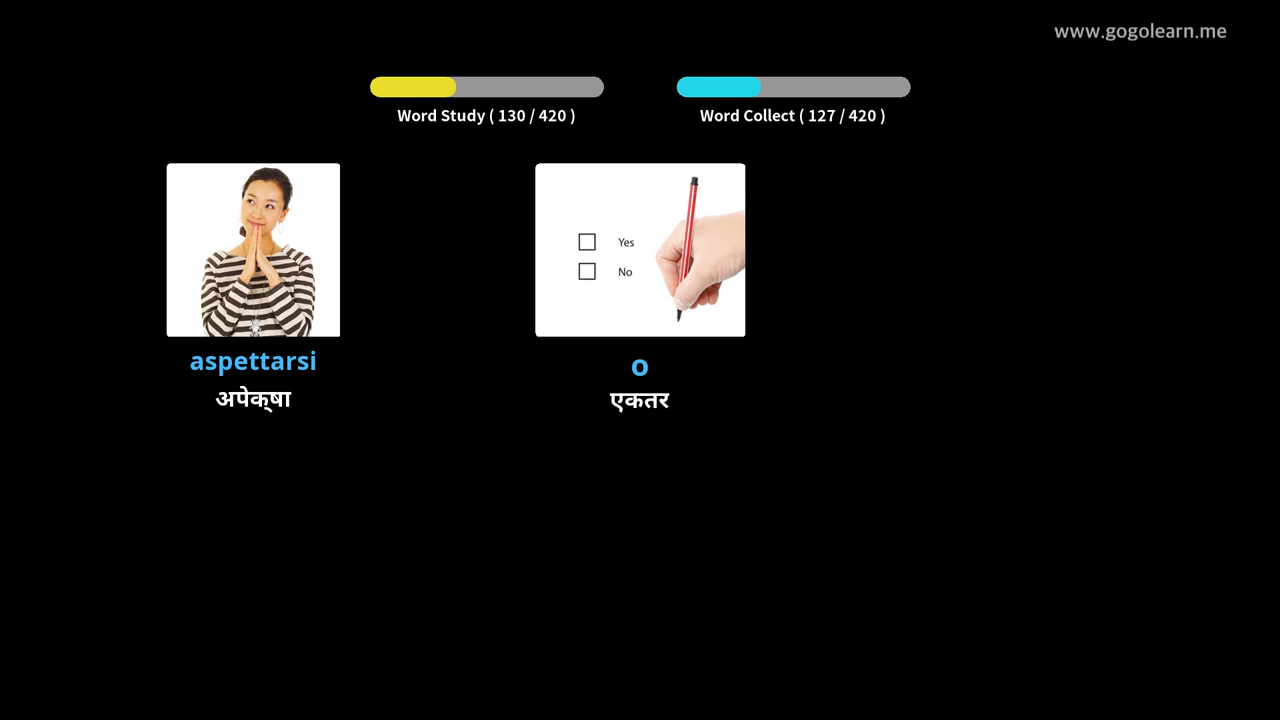 www.gogolearn.me
Word Study ( 130 / 420 )
Word Collect ( 127 / 420 )
Yes
No
aspettarsi
o
अपेक्षा
एकतर